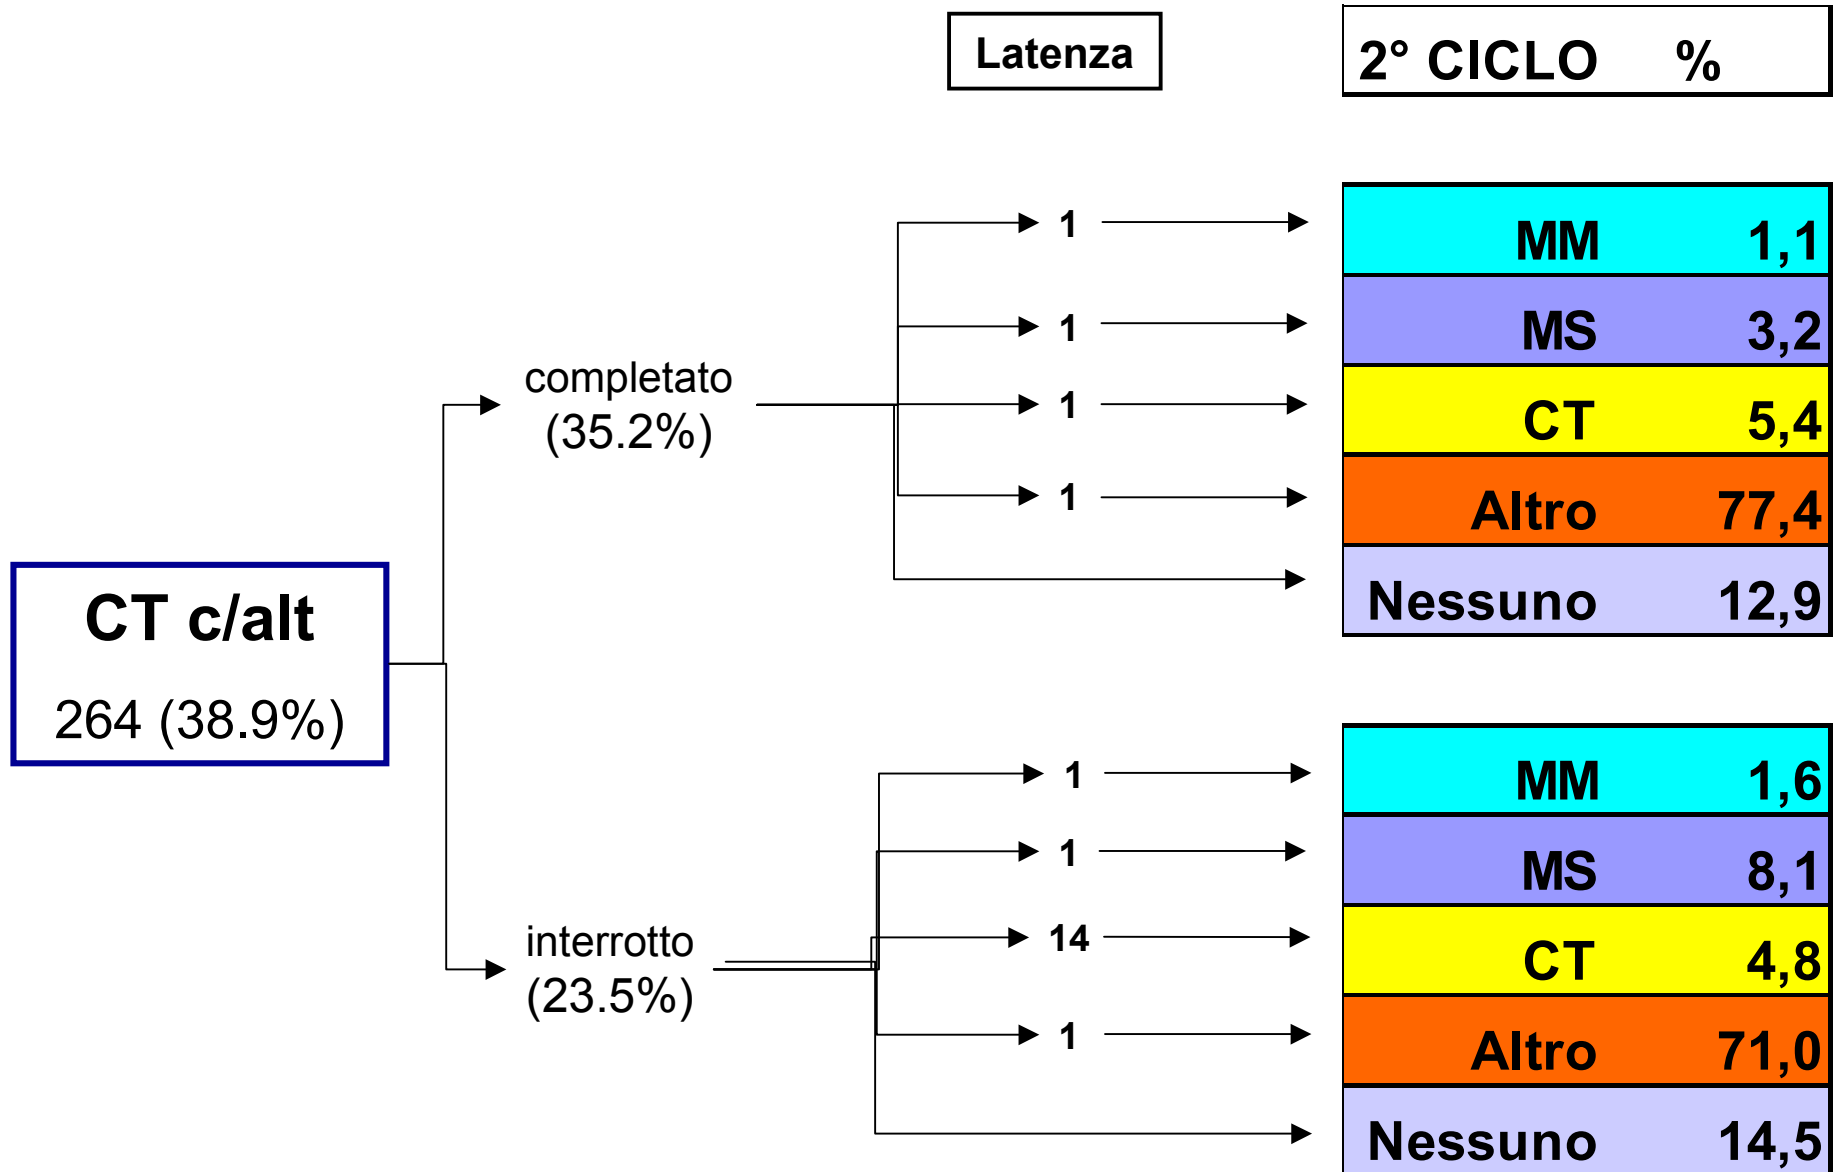 Latenza
2° CICLO %
1
MM 1,1
1
MS 3,2
completato
(35.2%)
1
CT 5,4
1
Altro 77,4
Nessuno 12,9
CT c/alt
264 (38.9%)
1
MM 1,6
1
MS 8,1
interrotto
(23.5%)
14
CT 4,8
1
Altro 71,0
Nessuno 14,5